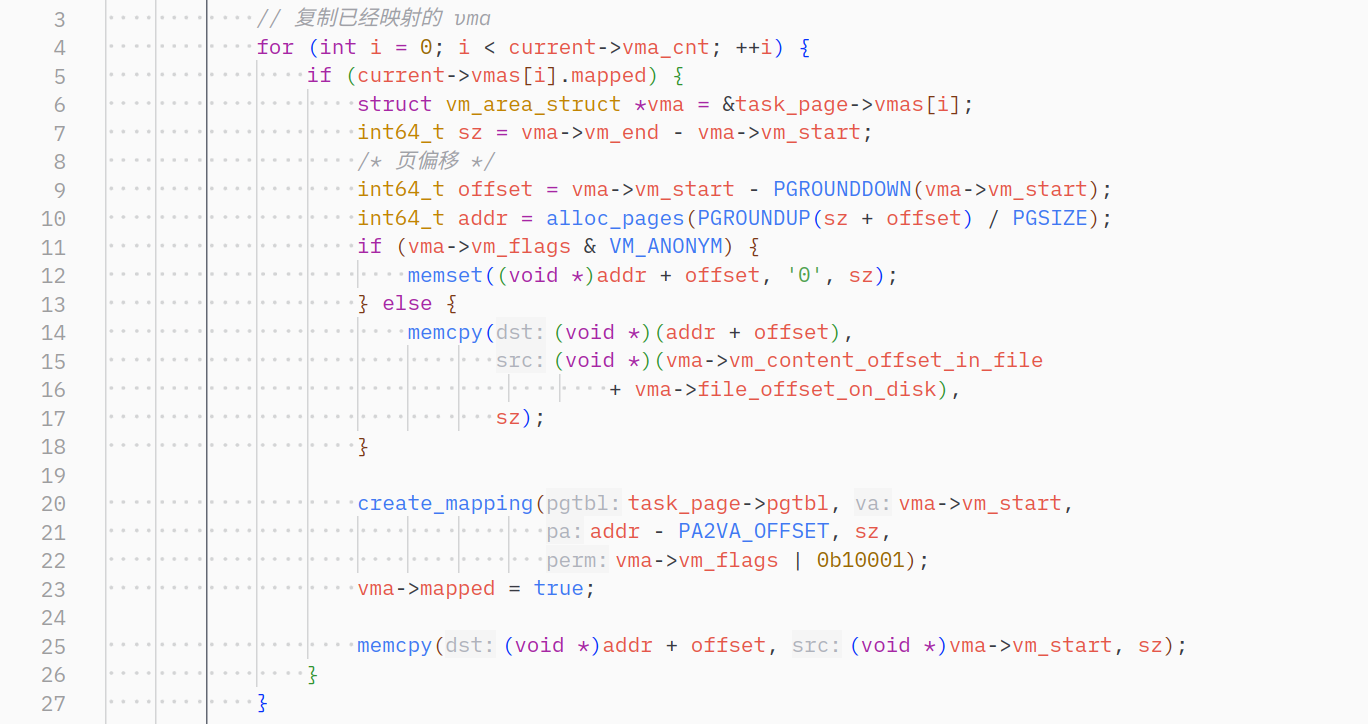 3 // 复制已经映射的 vma
4 for (int i = 0; i < current->vma_cnt; ++i) {
5 if (current->vmas[i].mapped) {
6 struct vm_area_struct *vma = &task_page->vmas[i];
7 int64_t sz = vma->vm_end - vma->vm_start;
8 /* 页偏移 */
9 int64_t offset = vma->vm_start - PGROUNDDOWN(vma->vm_start);
10 int64_t addr = alloc_pages(PGROUNDUP(sz + offset) / PGSIZE);
11 if (vma->vm_flags & VM_ANONYM) {
12 memset((void *)addr + offset, '0', sz);
13 } else {
14 memcpy(dst: (void *)(addr + offset),
15 src: (void *)(vma->vm_content_offset_in_file
16 + vma->file_offset_on_disk),
17 sz);
18 }
19
20 create_mapping(pgtbl: task_page->pgtbl, va: vma->vm_start,
21 pa: addr - PA2VA_OFFSET, sz,
22 perm: vma->vm_flags | 0b10001);
23 vma->mapped = true;
24
25 memcpy(dst: (void *)addr + offset, src: (void *)vma->vm_start, sz);
26 }
27 }